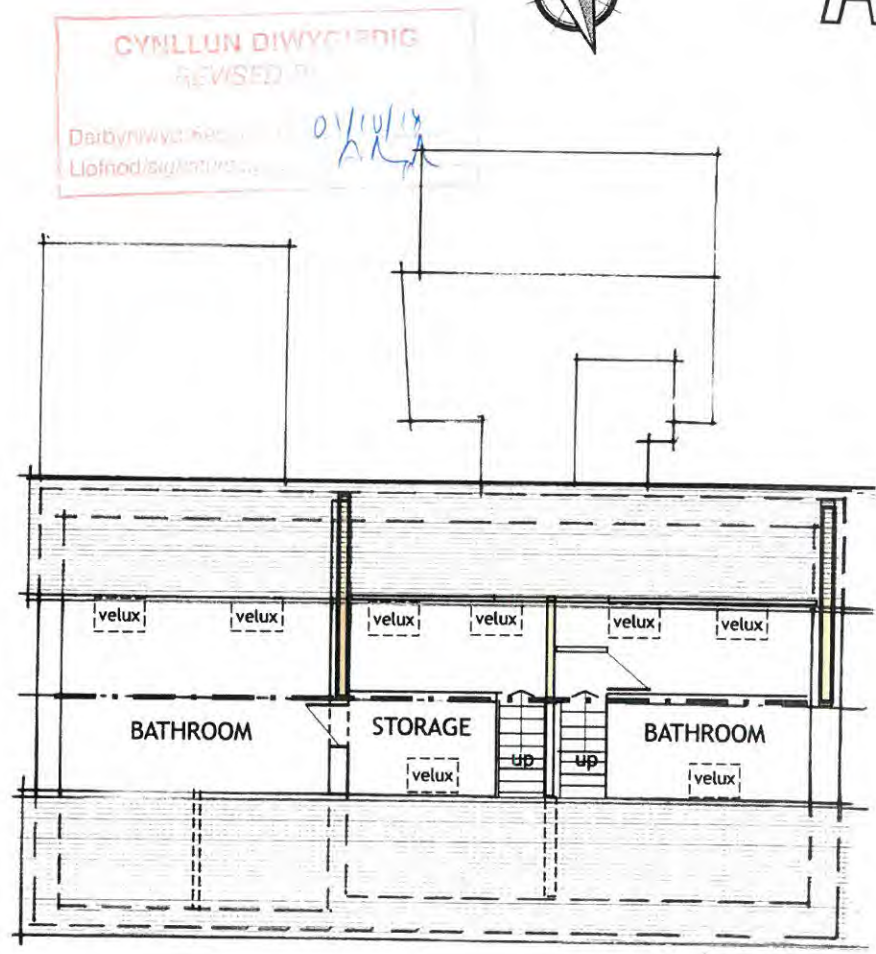 CYNLLUN DIWYGIEDIG
REVISED
01/10/18
velux velux velux velux velux velux
BATHROOM STORAGE BATHROOM
up up
velux velux